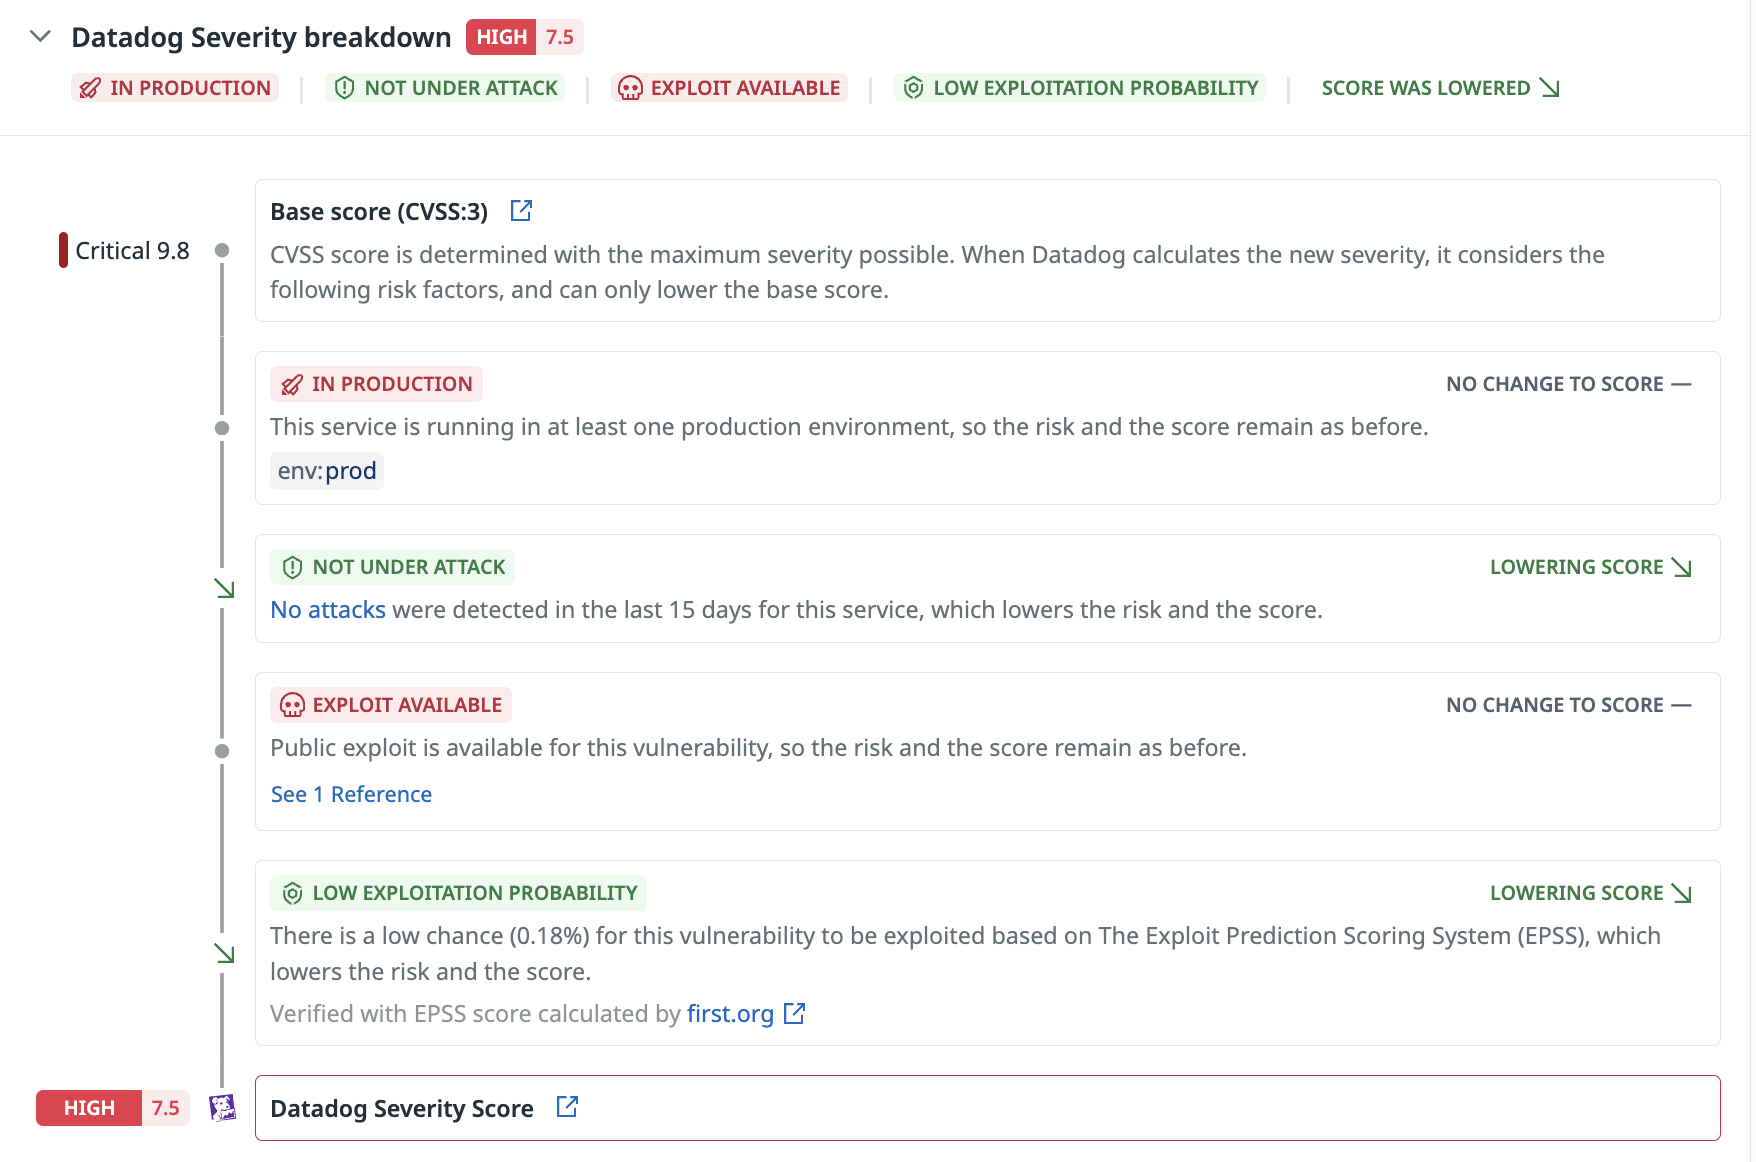 Datadog Severity breakdown HIGH 7.5
IN PRODUCTION NOT UNDER ATTACK EXPLOIT AVAILABLE LOW EXPLOITATION PROBABILITY SCORE WAS LOWERED
Critical 9.8
Base score (CVSS:3)
CVSS score is determined with the maximum severity possible. When Datadog calculates the new severity, it considers the
following risk factors, and can only lower the base score.
IN PRODUCTION NO CHANGE TO SCORE —
This service is running in at least one production environment, so the risk and the score remain as before.
env:prod
NOT UNDER ATTACK LOWERING SCORE
No attacks were detected in the last 15 days for this service, which lowers the risk and the score.
EXPLOIT AVAILABLE NO CHANGE TO SCORE —
Public exploit is available for this vulnerability, so the risk and the score remain as before.
See 1 Reference
LOW EXPLOITATION PROBABILITY LOWERING SCORE
There is a low chance (0.18%) for this vulnerability to be exploited based on The Exploit Prediction Scoring System (EPSS), which
lowers the risk and the score.
Verified with EPSS score calculated by first.org
HIGH 7.5 Datadog Severity Score